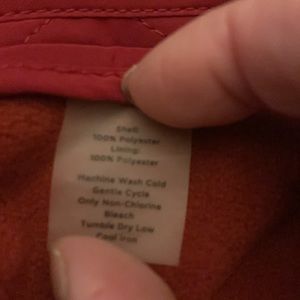 Shell:
100% Polyester
Lining:
100% Polyester
Machine Wash Cold
Gentle Cycle
Only Non-Chlorine
Bleach
Tumble Dry Low
Cool Iron